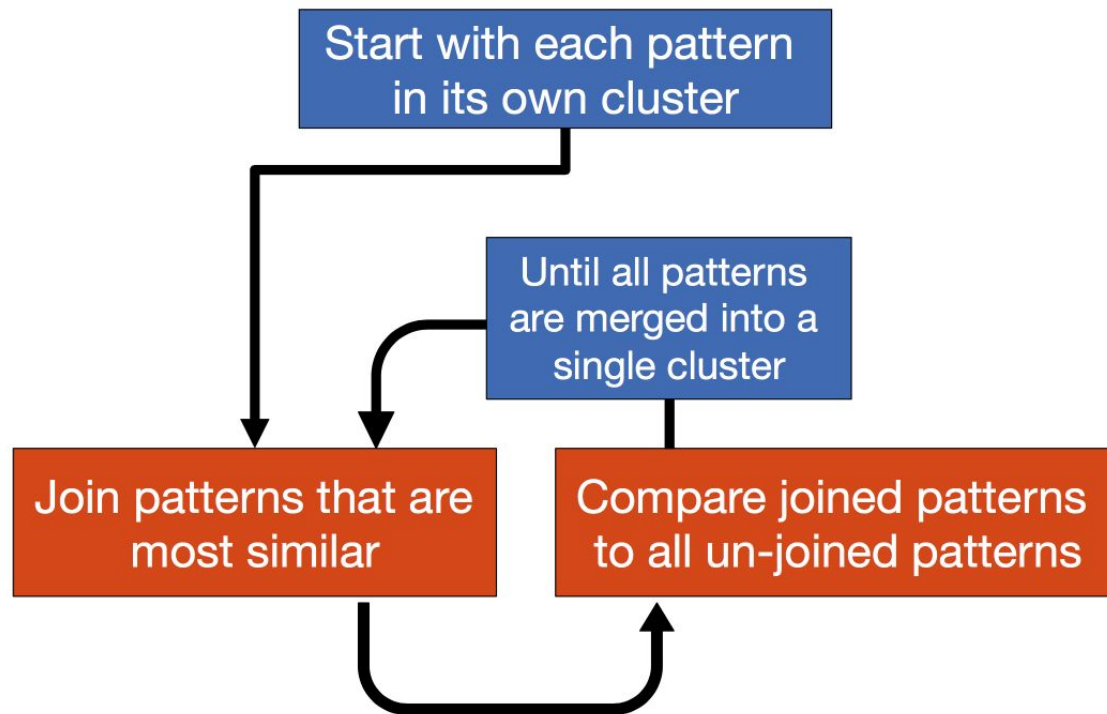 Start with each pattern
in its own cluster
Until all patterns
are merged into a
single cluster
Join patterns that are
most similar
Compare joined patterns
to all un-joined patterns